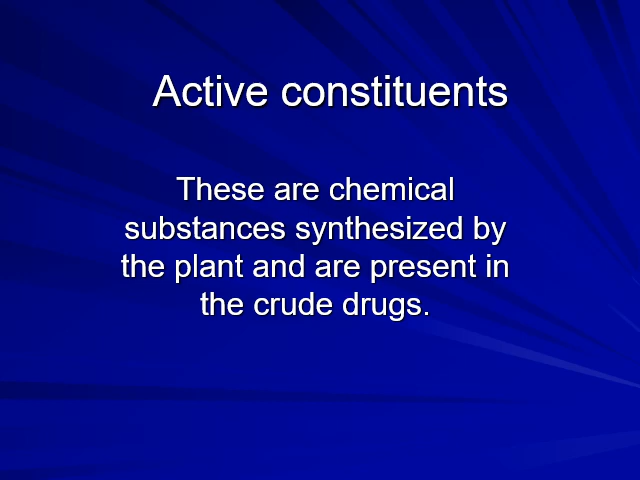 Active constituents
These are chemical
substances synthesized by
the plant and are present in
the crude drugs.